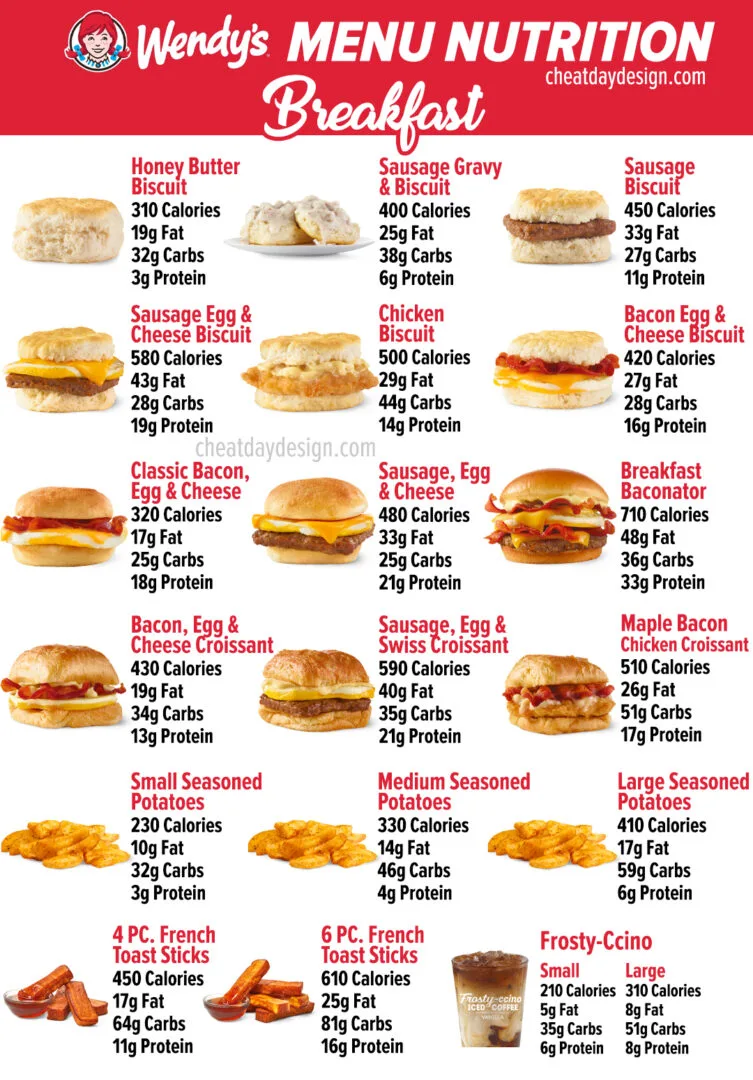 Wendy's MENU NUTRITION
cheatdaydesign.com
Breakfast
Honey Butter
Biscuit
310 Calories
19g Fat
32g Carbs
3g Protein
Sausage Gravy
& Biscuit
400 Calories
25g Fat
38g Carbs
6g Protein
Sausage
Biscuit
450 Calories
33g Fat
27g Carbs
11g Protein
Sausage Egg &
Cheese Biscuit
580 Calories
43g Fat
28g Carbs
19g Protein
Chicken
Biscuit
500 Calories
29g Fat
44g Carbs
14g Protein
Bacon Egg &
Cheese Biscuit
420 Calories
27g Fat
28g Carbs
16g Protein
cheatdaydesign.com
Classic Bacon,
Egg & Cheese
320 Calories
17g Fat
25g Carbs
18g Protein
Sausage, Egg
& Cheese
480 Calories
33g Fat
25g Carbs
21g Protein
Breakfast
Baconator
710 Calories
48g Fat
36g Carbs
33g Protein
Bacon, Egg &
Cheese Croissant
430 Calories
19g Fat
34g Carbs
13g Protein
Sausage, Egg &
Swiss Croissant
590 Calories
40g Fat
35g Carbs
21g Protein
Maple Bacon
Chicken Croissant
510 Calories
26g Fat
51g Carbs
17g Protein
Small Seasoned
Potatoes
230 Calories
10g Fat
32g Carbs
3g Protein
Medium Seasoned
Potatoes
330 Calories
14g Fat
46g Carbs
4g Protein
Large Seasoned
Potatoes
410 Calories
17g Fat
59g Carbs
6g Protein
4 PC. French
Toast Sticks
450 Calories
17g Fat
64g Carbs
11g Protein
6 PC. French
Toast Sticks
610 Calories
25g Fat
81g Carbs
16g Protein
Frosty-ccino
ICED COFFEE
VANILLA
Frosty-Ccino
Small
210 Calories
5g Fat
35g Carbs
6g Protein
Large
310 Calories
8g Fat
51g Carbs
8g Protein